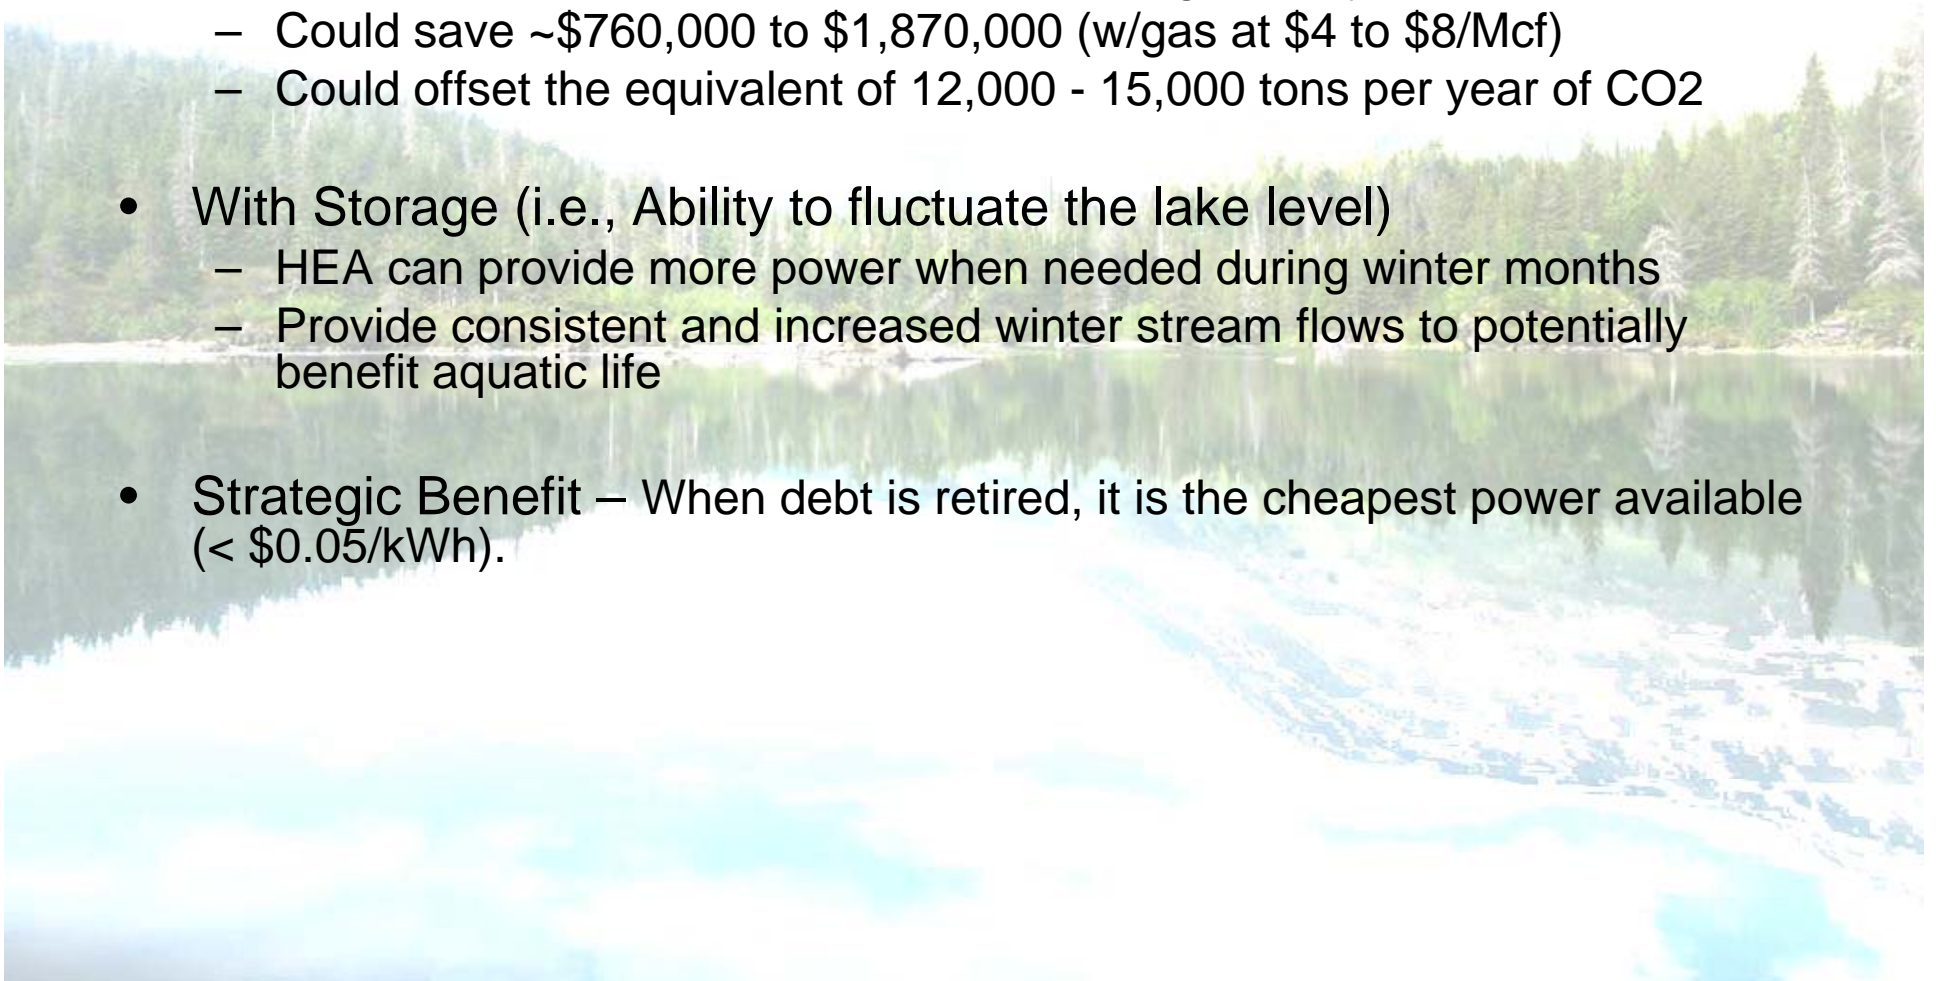 – Could save ~$760,000 to $1,870,000 (w/gas at $4 to $8/Mcf)
– Could offset the equivalent of 12,000 - 15,000 tons per year of CO2
• With Storage (i.e., Ability to fluctuate the lake level)
– HEA can provide more power when needed during winter months
– Provide consistent and increased winter stream flows to potentially
benefit aquatic life
• Strategic Benefit – When debt is retired, it is the cheapest power available
(< $0.05/kWh).